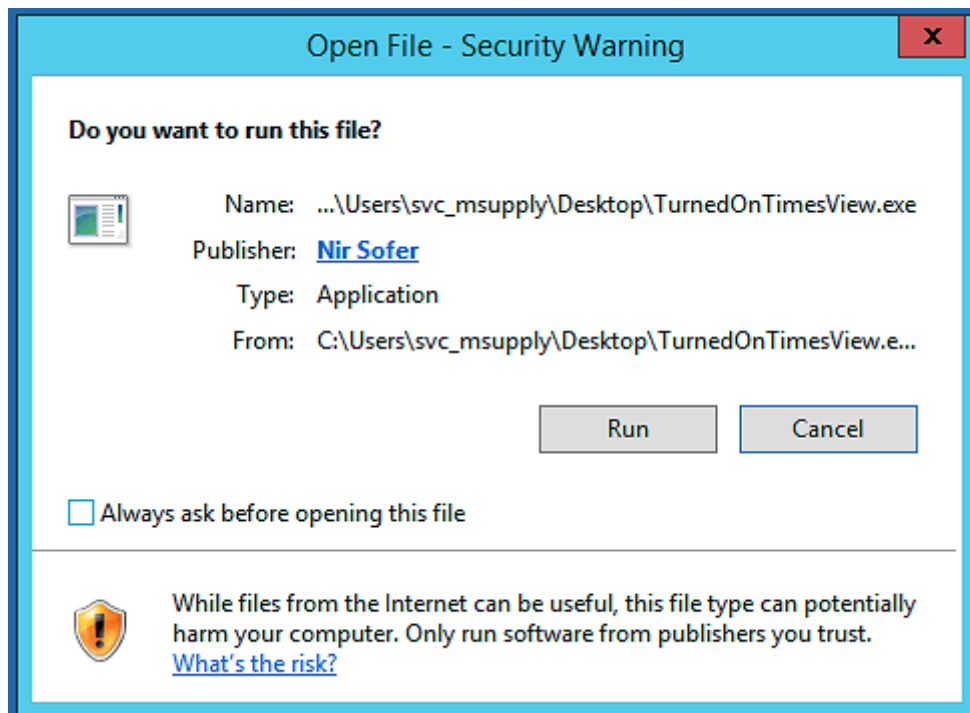 Open File - Security Warning
x
Do you want to run this file?
Name: ...\Users\svc_msupply\Desktop\TurnedOnTimesView.exe
Publisher: Nir Sofer
Type: Application
From: C:\Users\svc_msupply\Desktop\TurnedOnTimesView.e...
Run Cancel
Always ask before opening this file
While files from the Internet can be useful, this file type can potentially
harm your computer. Only run software from publishers you trust.
What's the risk?